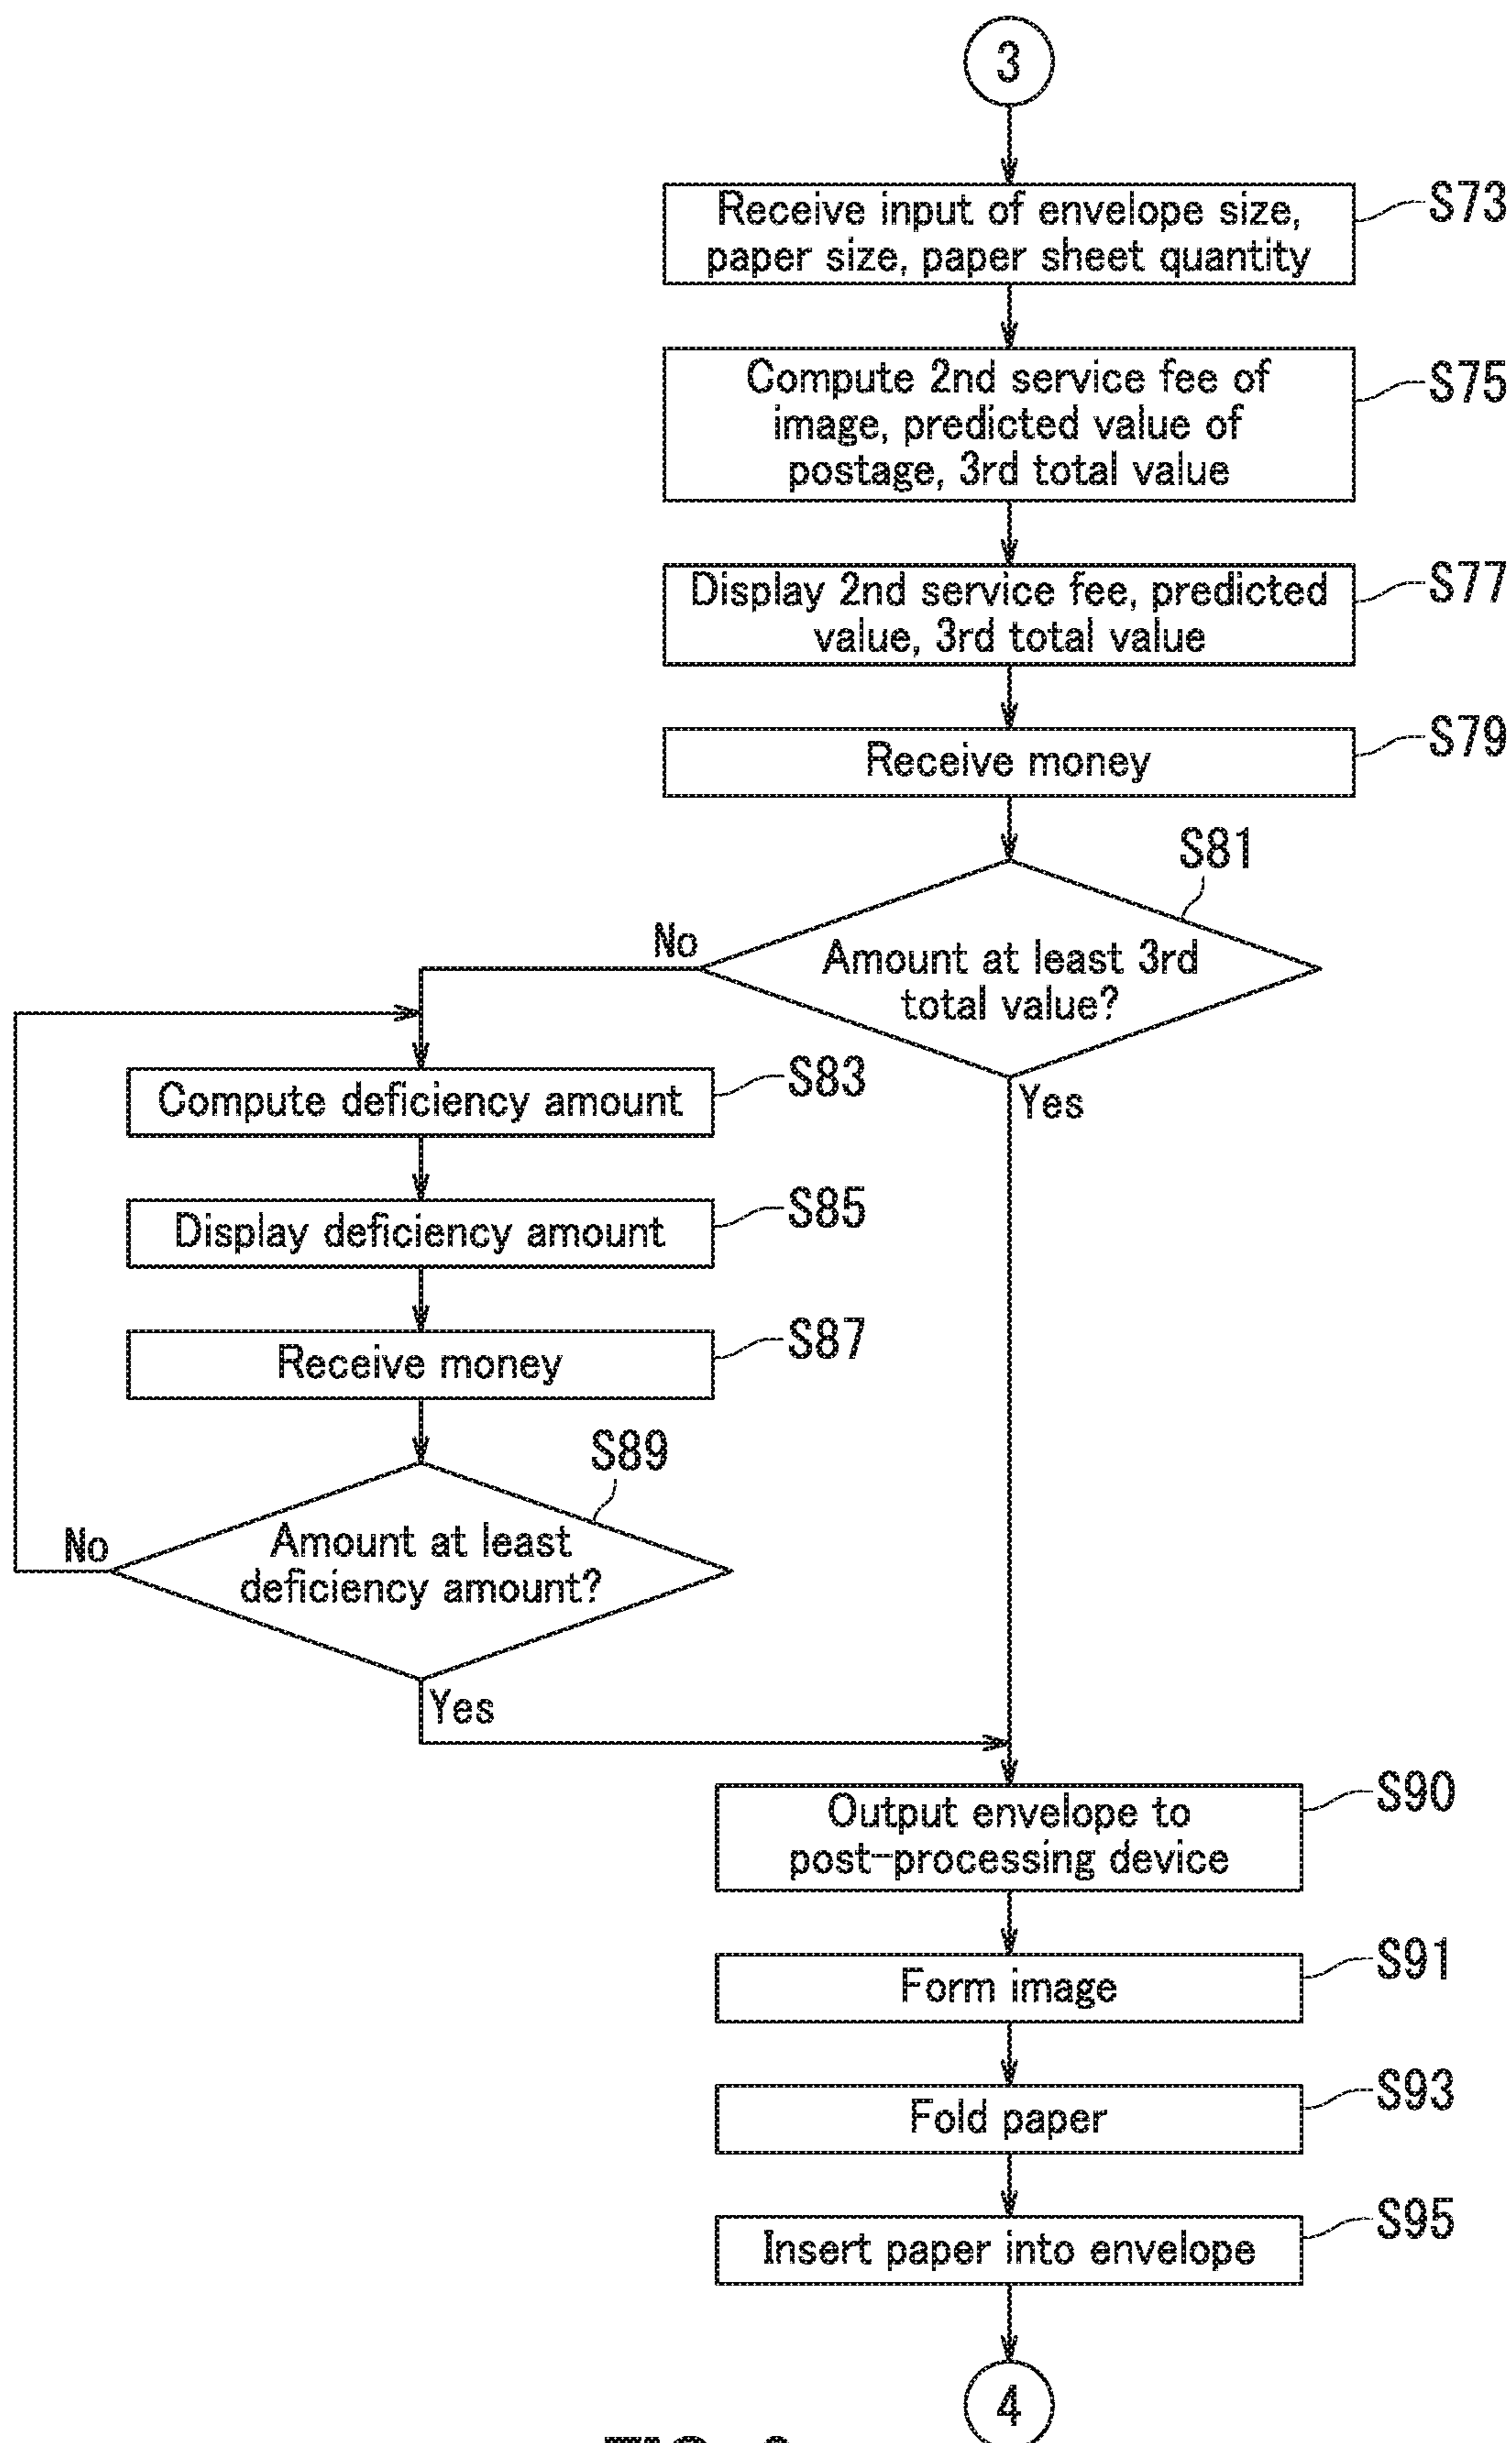 3
Receive input of envelope size,
paper size, paper sheet quantity
S73
Compute 2nd service fee of
image, predicted value of
postage, 3rd total value
S75
Display 2nd service fee, predicted
value, 3rd total value
S77
Receive money
S79
S81
Amount at least 3rd
total value?
No
Yes
Compute deficiency amount
S83
Display deficiency amount
S85
Receive money
S87
S89
Amount at least
deficiency amount?
No
Yes
Output envelope to
post-processing device
S90
Form image
S91
Fold paper
S93
Insert paper into envelope
S95
4